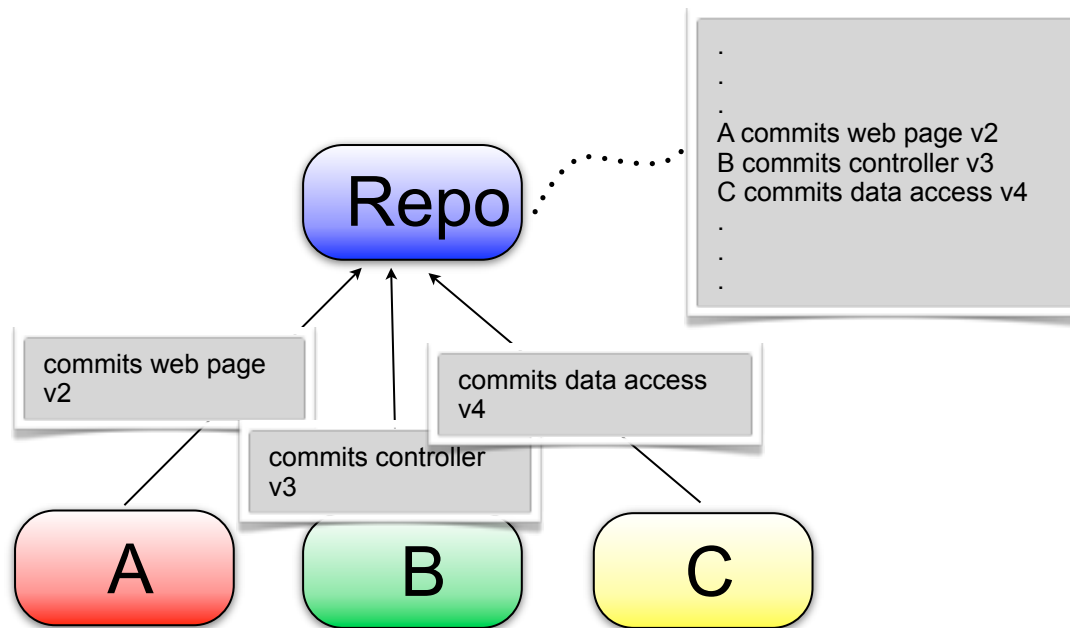 .
.
.
A commits web page v2
B commits controller v3
C commits data access v4
.
.
.
Repo
commits web page
v2
commits data access
v4
commits controller
v3
A
B
C